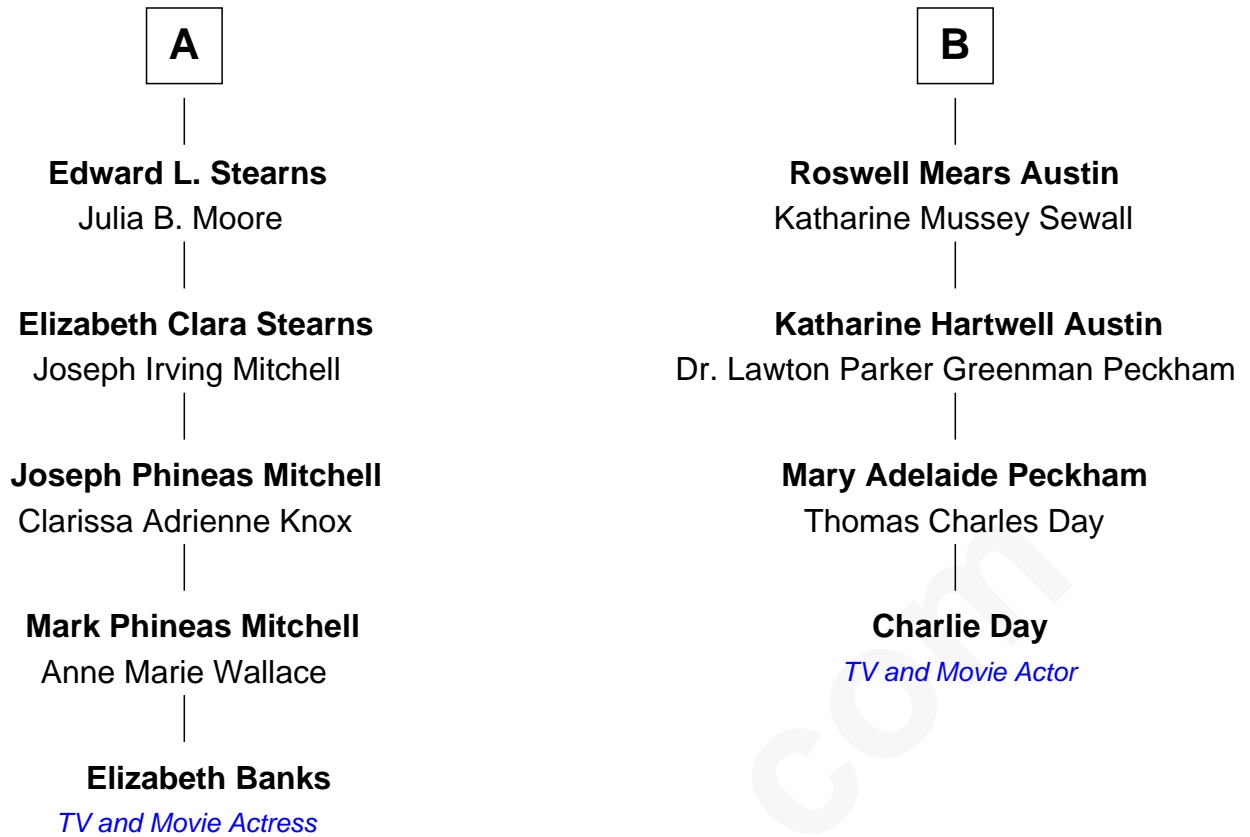 A
Edward L. Stearns
Julia B. Moore
Elizabeth Clara Stearns
Joseph Irving Mitchell
Joseph Phineas Mitchell
Clarissa Adrienne Knox
Mark Phineas Mitchell
Anne Marie Wallace
Elizabeth Banks
TV and Movie Actress
B
Roswell Mears Austin
Katharine Mussey Sewall
Katharine Hartwell Austin
Dr. Lawton Parker Greenman Peckham
Mary Adelaide Peckham
Thomas Charles Day
Charlie Day
TV and Movie Actor
com